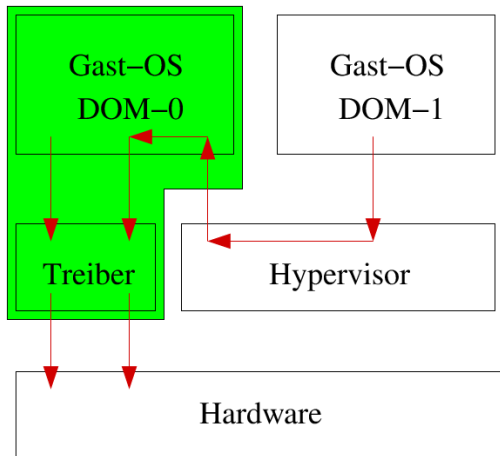 Gast–OS
DOM–0
Gast–OS
DOM–1
Treiber
Hypervisor
Hardware